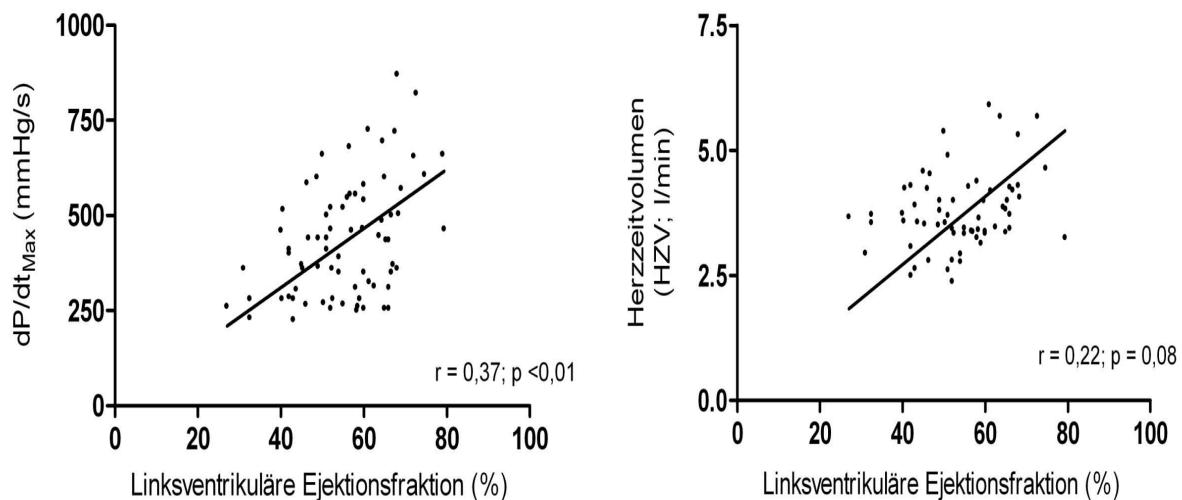 1000
750
500
250
0
dP/dtMax (mmHg/s)
0 20 40 60 80 100
Linksventrikuläre Ejektionsfraktion (%)
r = 0,37; p <0,01
7.5
5.0
2.5
0.0
Herzzeitvolumen
(HZV; l/min)
0 20 40 60 80 100
Linksventrikuläre Ejektionsfraktion (%)
r = 0,22; p = 0,08